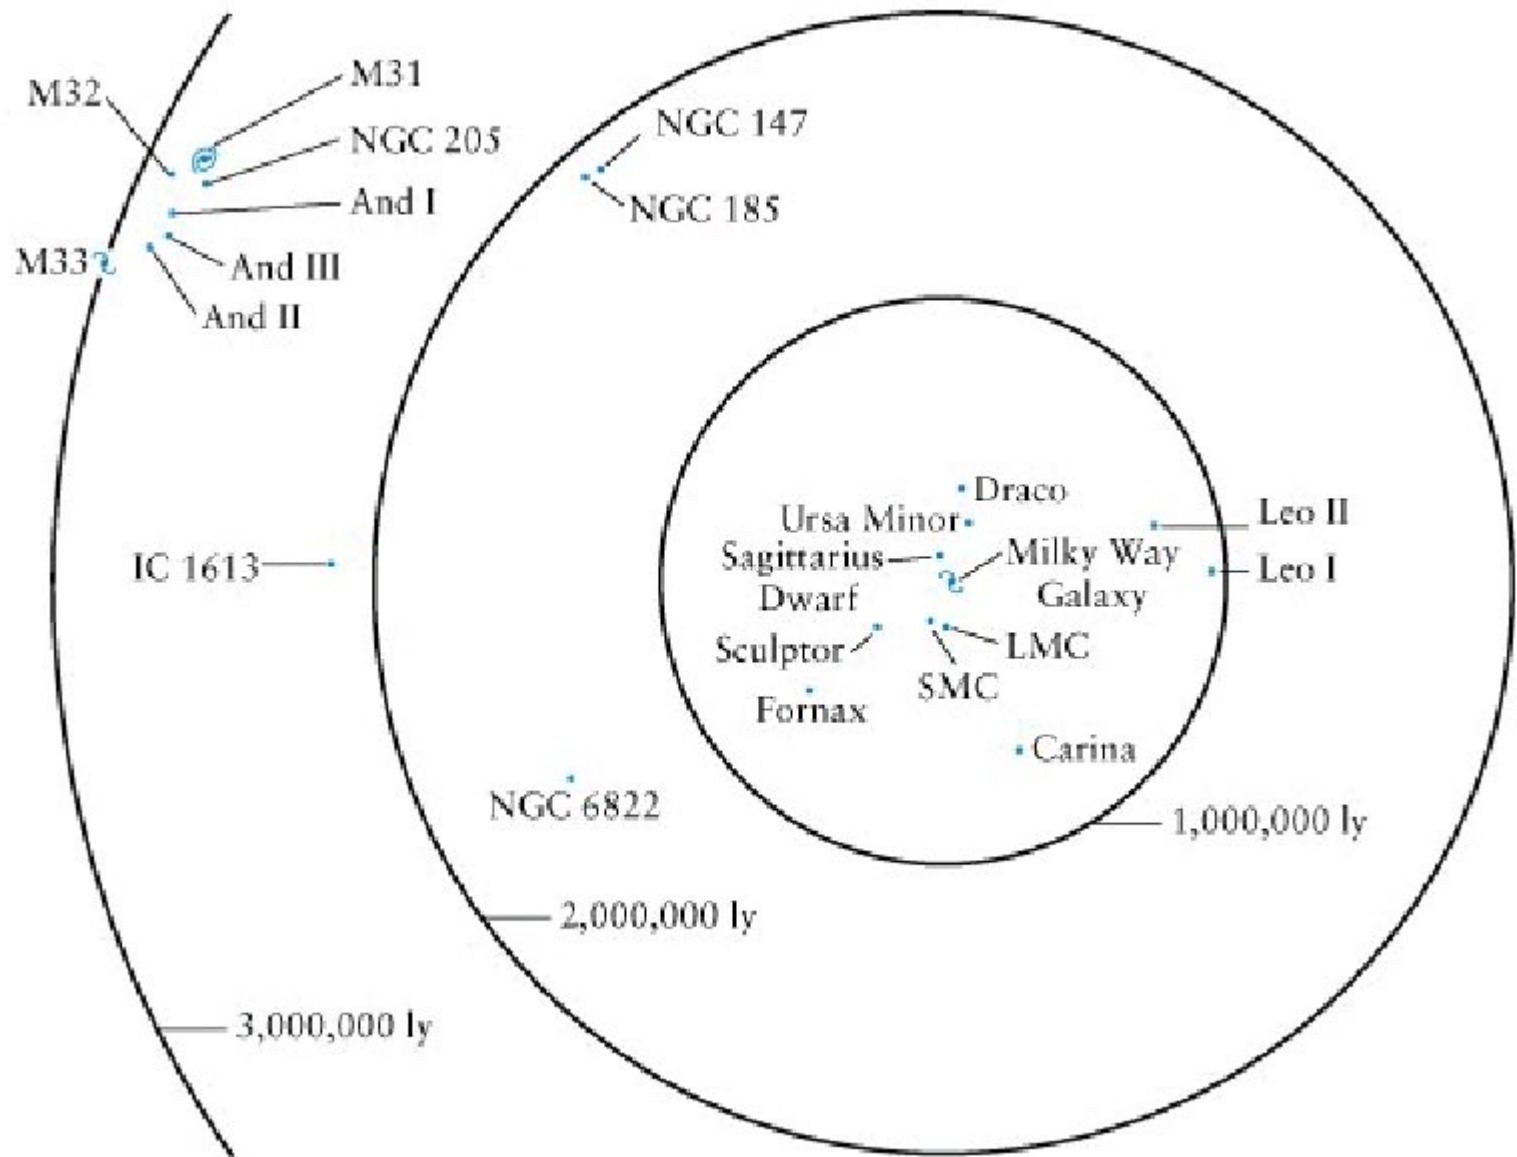 M31
M32
NGC 205
NGC 147
And I
NGC 185
M33
And III
And II
Draco
Ursa Minor
Leo II
Sagittarius
Dwarf
Milky Way
Galaxy
IC 1613
Leo I
Sculptor
LMC
SMC
Fornax
Carina
NGC 6822
1,000,000 ly
2,000,000 ly
3,000,000 ly